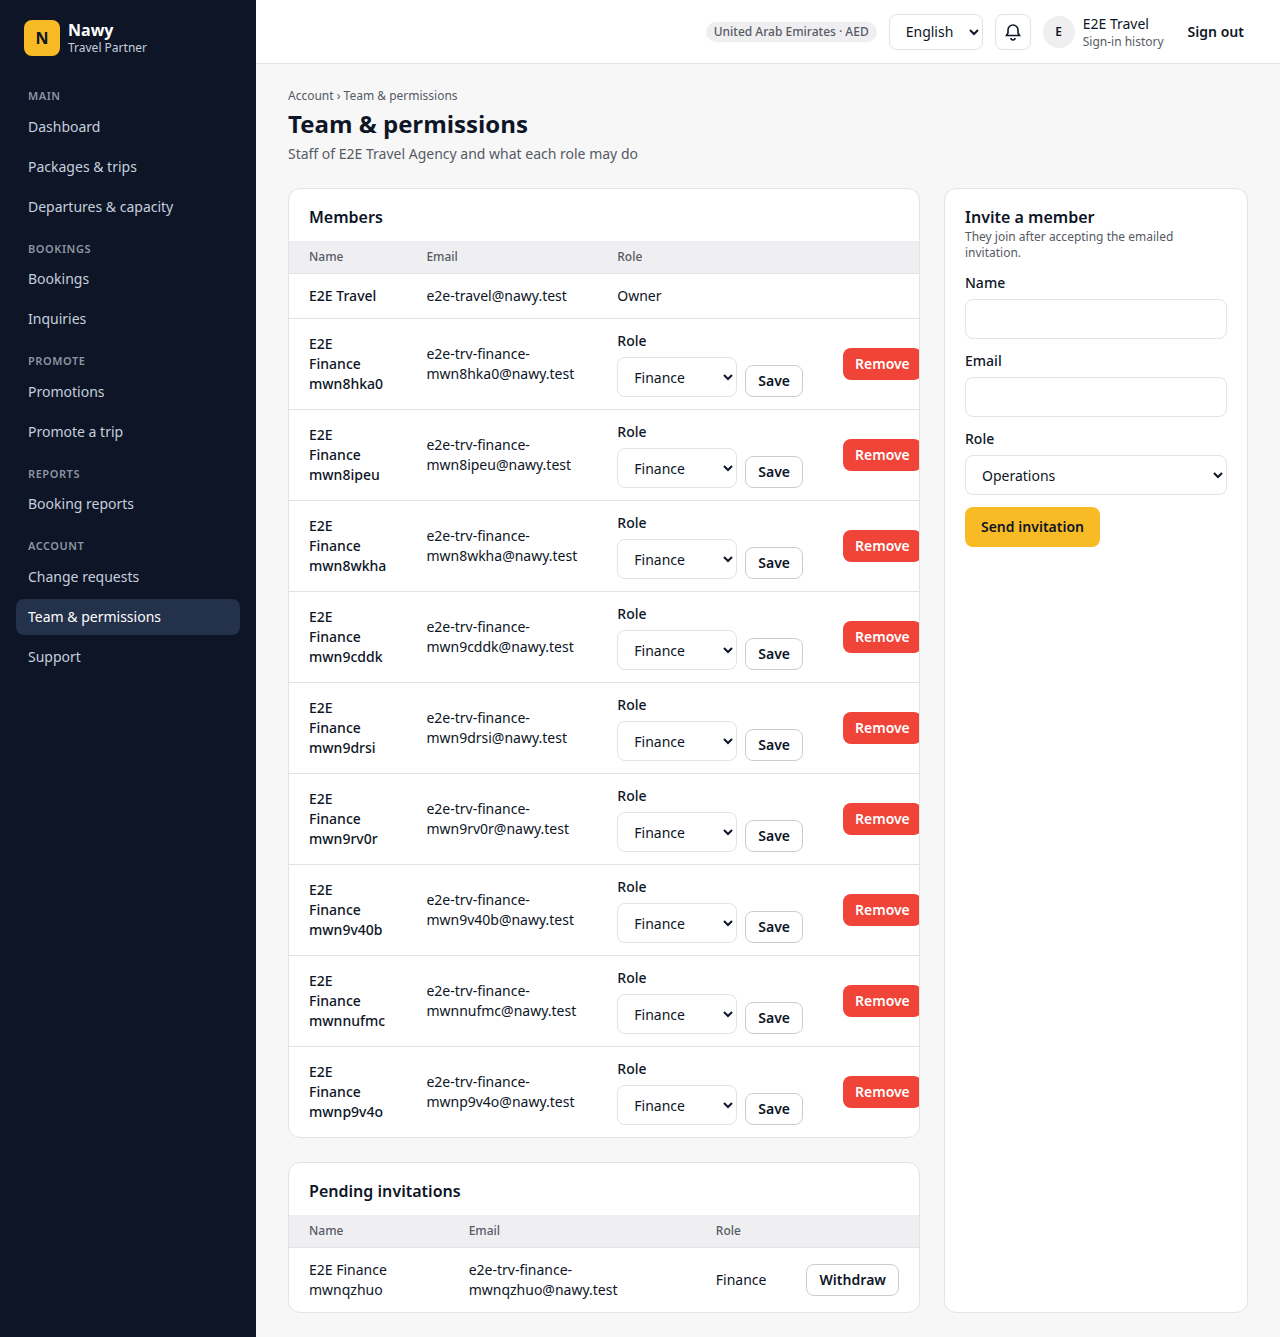 N
Nawy
Travel Partner
MAIN
Dashboard
Packages & trips
Departures & capacity
BOOKINGS
Bookings
Inquiries
PROMOTE
Promotions
Promote a trip
REPORTS
Booking reports
ACCOUNT
Change requests
Team & permissions
Support
United Arab Emirates · AED
English
E
E2E Travel
Sign-in history
Sign out
Account › Team & permissions
Team & permissions
Staff of E2E Travel Agency and what each role may do
Members
Name Email Role
E2E Travel e2e-travel@nawy.test Owner
E2E
Finance
mwn8hka0
e2e-trv-finance-
mwn8hka0@nawy.test
Role
Finance Save Remove
E2E
Finance
mwn8ipeu
e2e-trv-finance-
mwn8ipeu@nawy.test
Role
Finance Save Remove
E2E
Finance
mwn8wkha
e2e-trv-finance-
mwn8wkha@nawy.test
Role
Finance Save Remove
E2E
Finance
mwn9cddk
e2e-trv-finance-
mwn9cddk@nawy.test
Role
Finance Save Remove
E2E
Finance
mwn9drsi
e2e-trv-finance-
mwn9drsi@nawy.test
Role
Finance Save Remove
E2E
Finance
mwn9rv0r
e2e-trv-finance-
mwn9rv0r@nawy.test
Role
Finance Save Remove
E2E
Finance
mwn9v40b
e2e-trv-finance-
mwn9v40b@nawy.test
Role
Finance Save Remove
E2E
Finance
mwnnufmc
e2e-trv-finance-
mwnnufmc@nawy.test
Role
Finance Save Remove
E2E
Finance
mwnp9v4o
e2e-trv-finance-
mwnp9v4o@nawy.test
Role
Finance Save Remove
Pending invitations
Name Email Role
E2E Finance
mwnqzhuo
e2e-trv-finance-
mwnqzhuo@nawy.test
Finance Withdraw
Invite a member
They join after accepting the emailed
invitation.
Name
Email
Role
Operations
Send invitation